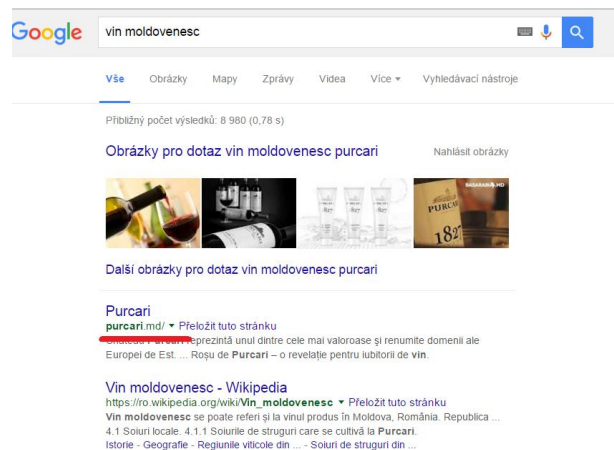 Google
vin moldovenesc
Vše Obrázky Mapy Zprávy Videa Více Vyhledávací nástroje
Přibližný počet výsledků: 8 980 (0,78 s)
Obrázky pro dotaz vin moldovenesc purcari Nahlásit obrázky
BASARABIA.MD
PURCARI
1827
Další obrázky pro dotaz vin moldovenesc purcari
Purcari
purcari.md/ Přeložit tuto stránku
reprezintă unul dintre cele mai valoroase şi renumite domenii ale
Europei de Est. ... Roșu de Purcari – o revelaţie pentru iubitorii de vin.
Vin moldovenesc - Wikipedia
https://ro.wikipedia.org/wiki/Vin_moldovenesc Přeložit tuto stránku
Vin moldovenesc se poate referi și la vinul produs în Moldova, România. Republica ...
4.1 Soiuri locale. 4.1.1 Soiurile de struguri care se cultivă la Purcari.
Istorie - Geografie - Regiunile viticole din ... - Soiuri de struguri din ...